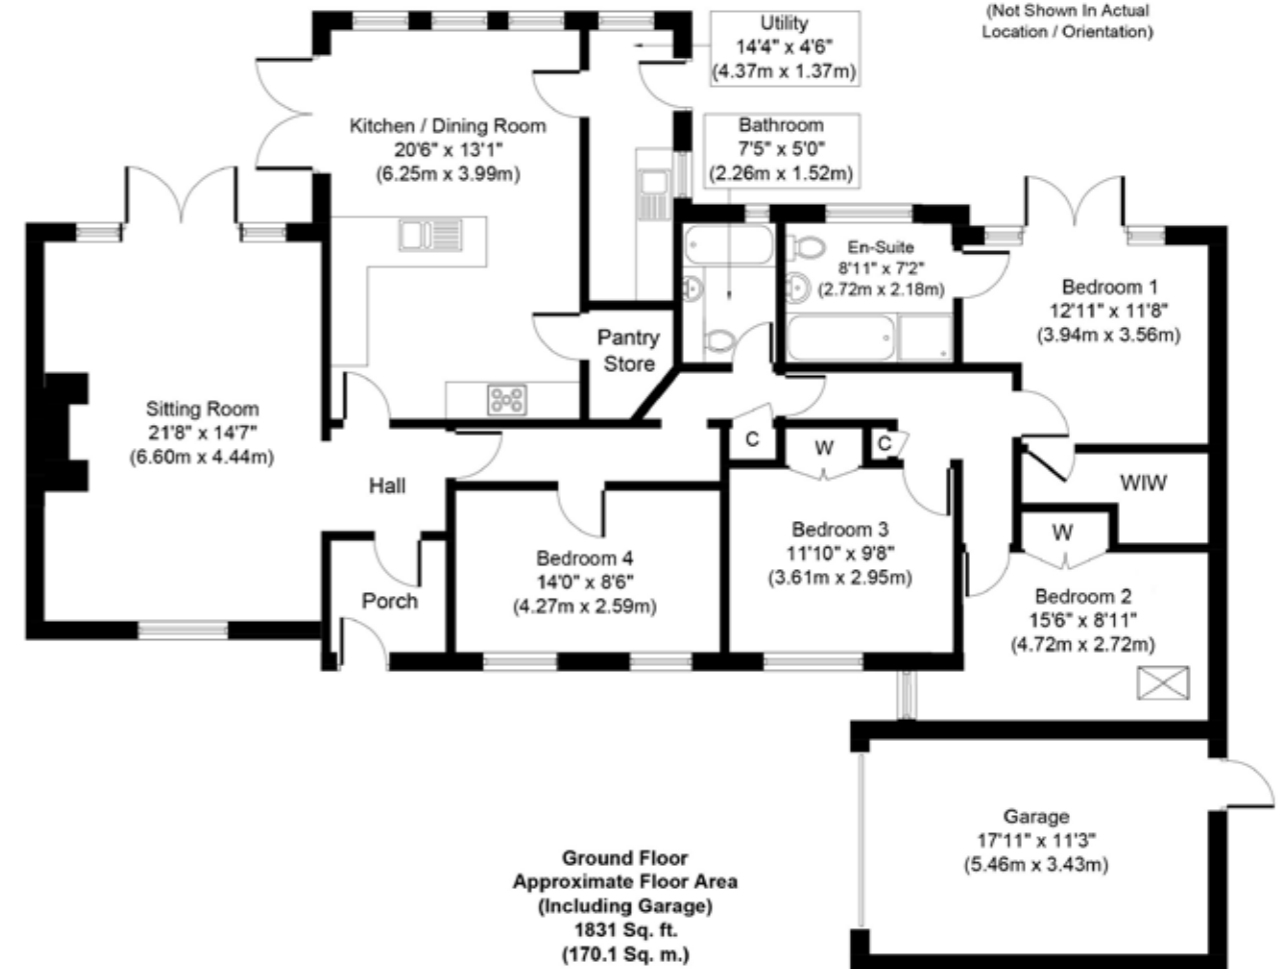 (Not Shown In Actual
Location / Orientation)
Utility
14'4" x 4'6"
(4.37m x 1.37m)
Bathroom
7'5" x 5'0"
(2.26m x 1.52m)
Kitchen / Dining Room
20'6" x 13'1"
(6.25m x 3.99m)
En-Suite
8'11" x 7'2"
(2.72m x 2.18m)
Bedroom 1
12'11" x 11'8"
(3.94m x 3.56m)
Pantry
Store
Sitting Room
21'8" x 14'7"
(6.60m x 4.44m)
Hall
C
W
C
WIW
W
Bedroom 4
14'0" x 8'6"
(4.27m x 2.59m)
Bedroom 3
11'10" x 9'8"
(3.61m x 2.95m)
Porch
Bedroom 2
15'6" x 8'11"
(4.72m x 2.72m)
Garage
17'11" x 11'3"
(5.46m x 3.43m)
Ground Floor
Approximate Floor Area
(Including Garage)
1831 Sq. ft.
(170.1 Sq. m.)